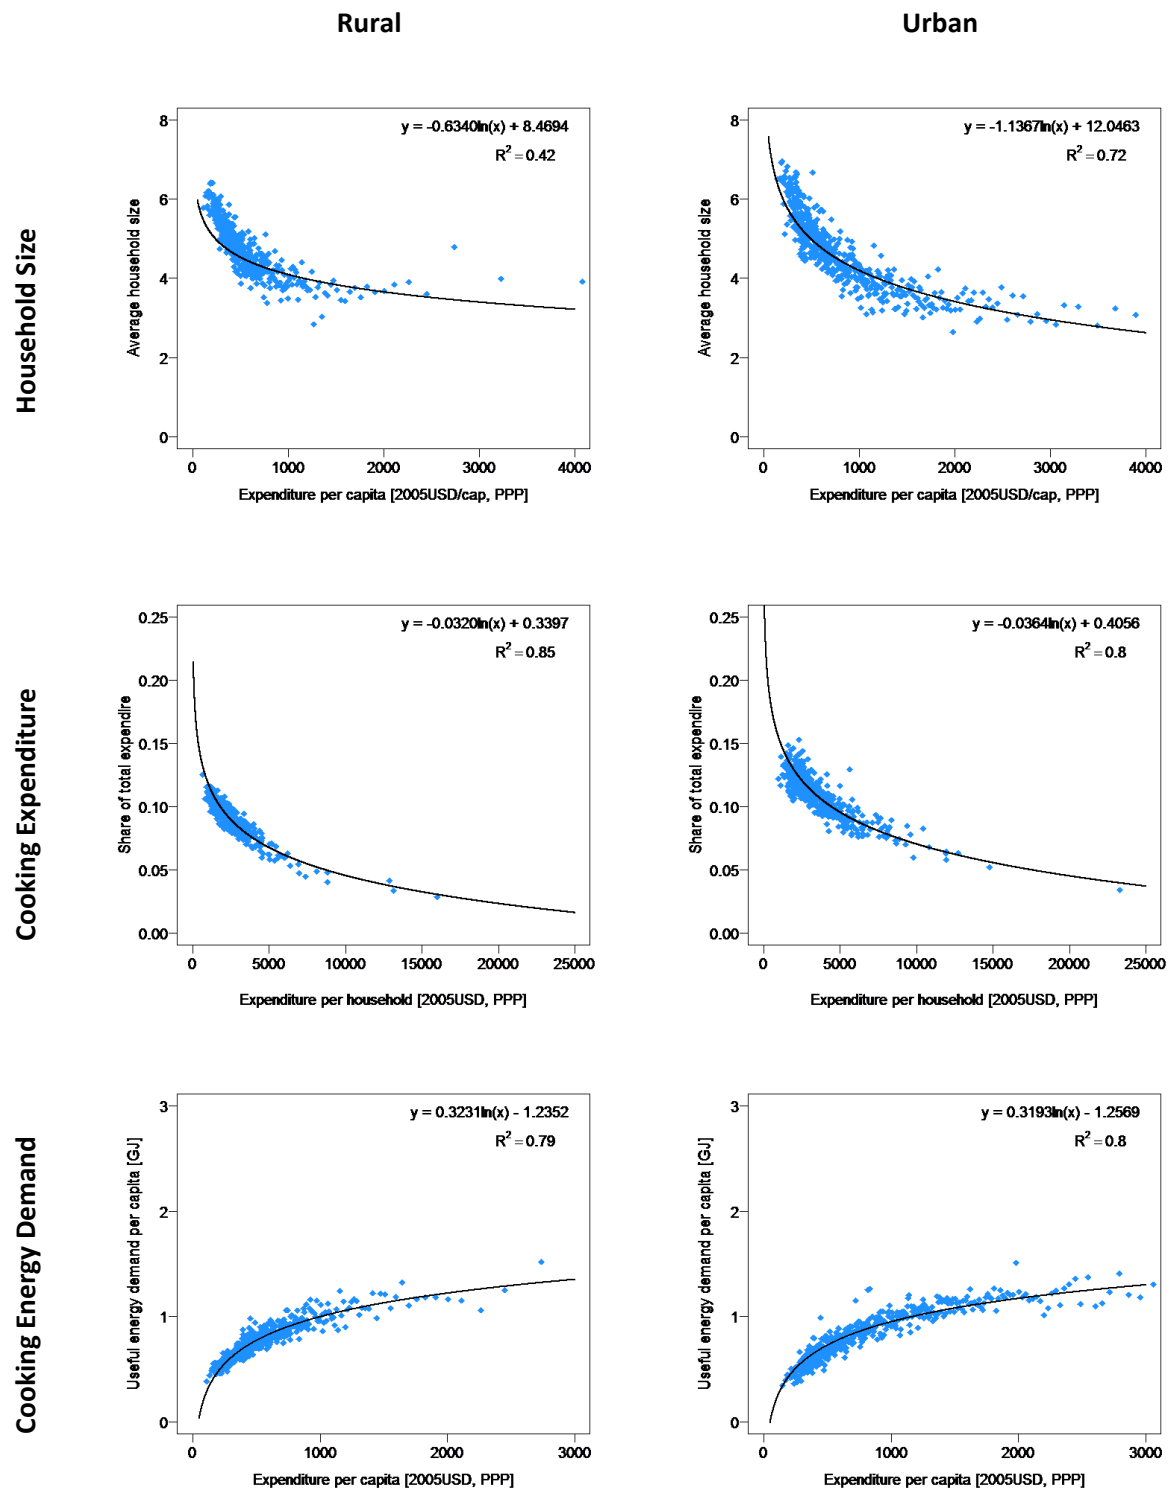 Rural
Urban
Household Size
y = -0.6340ln(x) + 8.4694
R² = 0.42
Average household size
8
6
4
2
0
0 1000 2000 3000 4000
Expenditure per capita [2005USD/cap, PPP]
y = -1.1367ln(x) + 12.0463
R² = 0.72
Average household size
8
6
4
2
0
0 1000 2000 3000 4000
Expenditure per capita [2005USD/cap, PPP]
Cooking Expenditure
y = -0.0320ln(x) + 0.3397
R² = 0.85
Share of total expendire
0.25
0.20
0.15
0.10
0.05
0.00
0 5000 10000 15000 20000 25000
Expenditure per household [2005USD, PPP]
y = -0.0364ln(x) + 0.4056
R² = 0.8
Share of total expendire
0.25
0.20
0.15
0.10
0.05
0.00
0 5000 10000 15000 20000 25000
Expenditure per household [2005USD, PPP]
Cooking Energy Demand
y = 0.3231ln(x) - 1.2352
R² = 0.79
Useful energy demand per capita [GJ]
3
2
1
0
0 1000 2000 3000
Expenditure per capita [2005USD, PPP]
y = 0.3193ln(x) - 1.2569
R² = 0.8
Useful energy demand per capita [GJ]
3
2
1
0
0 1000 2000 3000
Expenditure per capita [2005USD, PPP]